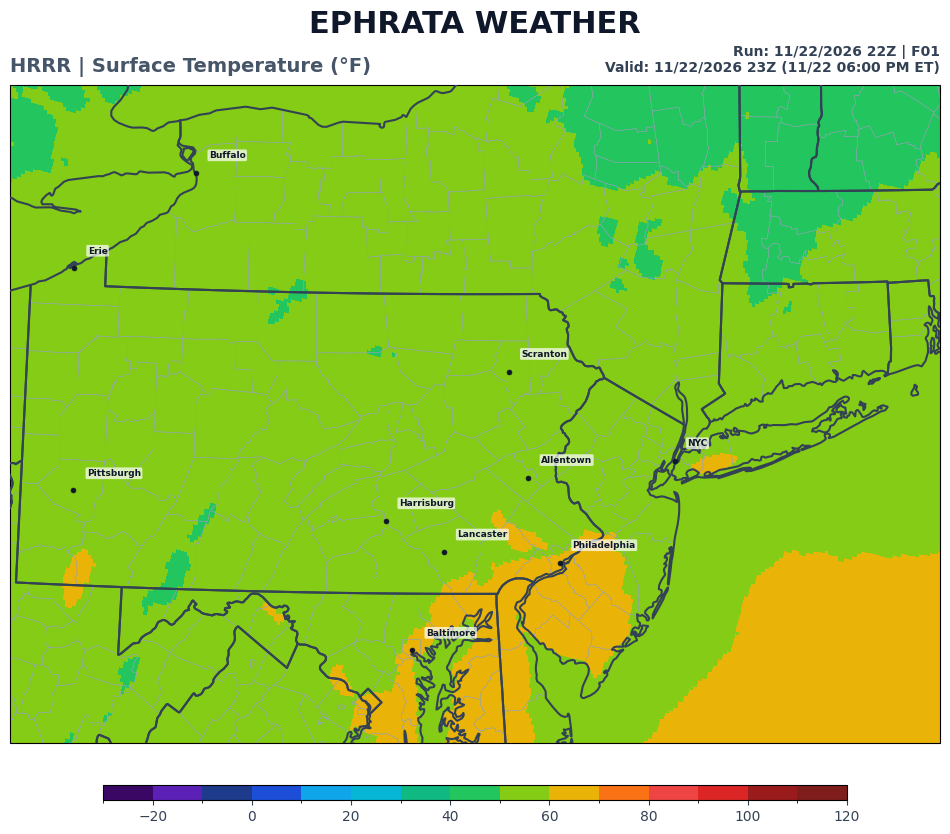 EPHRATA WEATHER
HRRR | Surface Temperature (°F)
Run: 11/22/2026 22Z | F01
Valid: 11/22/2026 23Z (11/22 06:00 PM ET)
Buffalo
Erie
Scranton
NYC
Allentown
Pittsburgh
Harrisburg
Lancaster
Philadelphia
Baltimore
−20 0 20 40 60 80 100 120